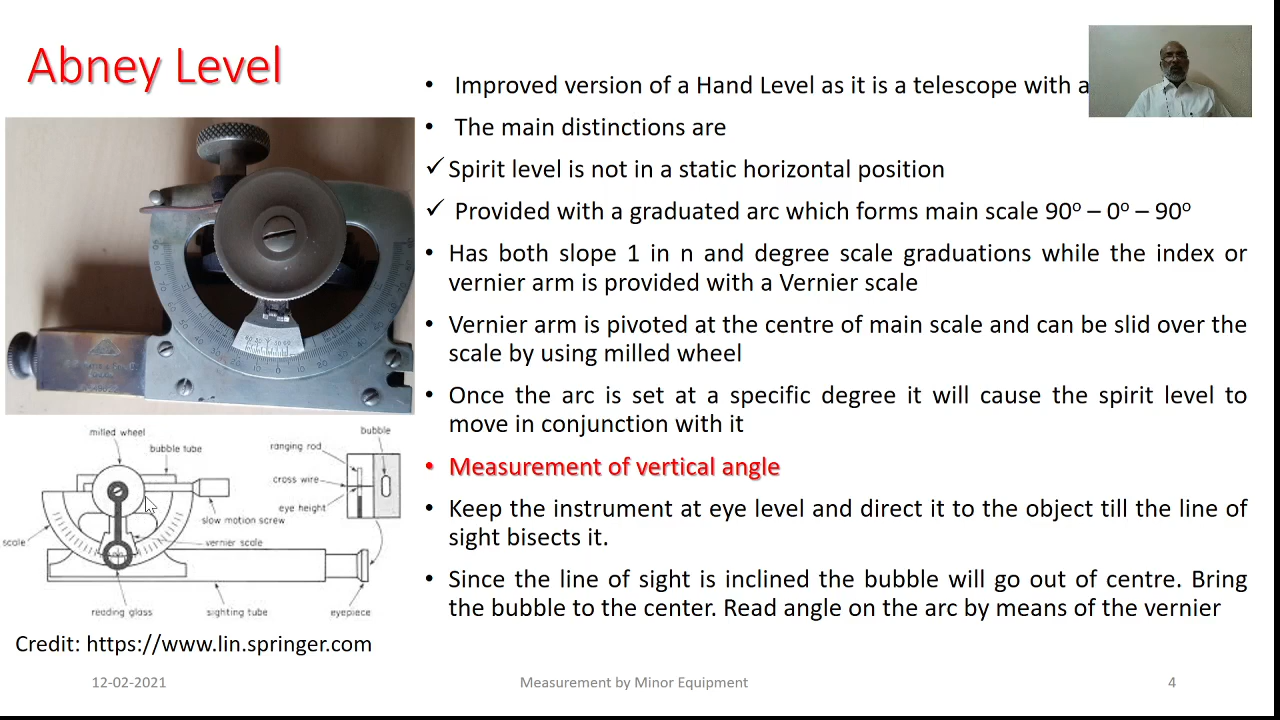 Abney Level
• Improved version of a Hand Level as it is a telescope with a
• The main distinctions are
✓ Spirit level is not in a static horizontal position
✓ Provided with a graduated arc which forms main scale 90⁰ – 0⁰ – 90⁰
• Has both slope 1 in n and degree scale graduations while the index or
vernier arm is provided with a Vernier scale
• Vernier arm is pivoted at the centre of main scale and can be slid over the
scale by using milled wheel
• Once the arc is set at a specific degree it will cause the spirit level to
move in conjunction with it
• Measurement of vertical angle
• Keep the instrument at eye level and direct it to the object till the line of
sight bisects it.
• Since the line of sight is inclined the bubble will go out of centre. Bring
the bubble to the center. Read angle on the arc by means of the vernier
milled wheel
bubble tube
slow motion screw
scale
vernier scale
reading glass
sighting tube
eyepiece
bubble
ranging rod
cross wire
eye height
Credit: https://www.lin.springer.com
12-02-2021
Measurement by Minor Equipment
4